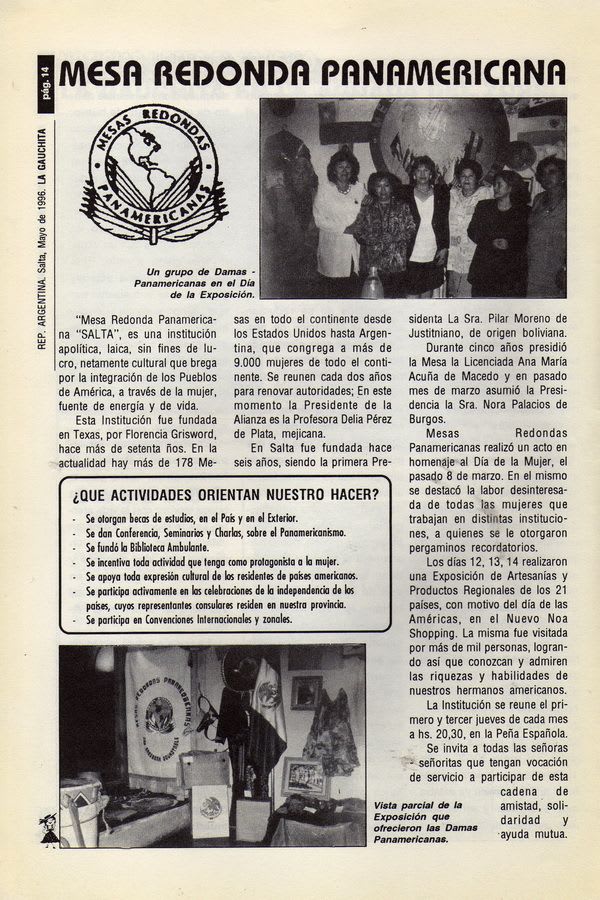 pág. 14
MESA REDONDA PANAMERICANA
REP. ARGENTINA. Salta, Mayo de 1996. LA GAUCHITA
MESAS REDONDAS
PANAMERICANAS
Un grupo de Damas -
Panamericanas en el Día
de la Exposición.
"Mesa Redonda Panamerica-
na "SALTA", es una institución
apolítica, laica, sin fines de lu-
cro, netamente cultural que brega
por la integración de los Pueblos
de América, a través de la mujer,
fuente de energía y de vida.
Esta Institución fue fundada
en Texas, por Florencia Grisword,
hace más de setenta años. En la
actualidad hay más de 178 Me-
sas en todo el continente desde
los Estados Unidos hasta Argen-
tina, que congrega a más de
9.000 mujeres de todo el conti-
nente. Se reunen cada dos años
para renovar autoridades; En este
momento la Presidente de la
Alianza es la Profesora Delia Pérez
de Plata, mejicana.
En Salta fue fundada hace
seis años, siendo la primera Pre-
sidenta La Sra. Pilar Moreno de
Justitniano, de origen boliviana.
Durante cinco años presidió
la Mesa la Licenciada Ana María
Acuña de Macedo y en pasado
mes de marzo asumió la Presi-
dencia la Sra. Nora Palacios de
Burgos.
Mesas Redondas
Panamericanas realizó un acto en
homenaje al Día de la Mujer, el
pasado 8 de marzo. En el mismo
se destacó la labor desinteresa-
da de todas las mujeres que
trabajan en distintas institucio-
nes, a quienes se le otorgaron
pergaminos recordatorios.
Los días 12, 13, 14 realizaron
una Exposición de Artesanías y
Productos Regionales de los 21
países, con motivo del día de las
Américas, en el Nuevo Noa
Shopping. La misma fue visitada
por más de mil personas, logran-
do así que conozcan y admiren
las riquezas y habilidades de
nuestros hermanos americanos.
La Institución se reune el pri-
mero y tercer jueves de cada mes
a hs. 20,30, en la Peña Española.
Se invita a todas las señoras
- señoritas que tengan vocación
de servicio a participar de esta
cadena de
amistad, soli-
daridad y
ayuda mutua.
¿QUE ACTIVIDADES ORIENTAN NUESTRO HACER?
- Se otorgan becas de estudios, en el País y en el Exterior.
- Se dan Conferencia, Seminarios y Charlas, sobre el Panamericanismo.
- Se fundó la Biblioteca Ambulante.
- Se incentiva toda actividad que tenga como protagonista a la mujer.
- Se apoya toda expresión cultural de los residentes de países americanos.
- Se participa activamente en las celebraciones de la independencia de los
países, cuyos representantes consulares residen en nuestra provincia.
- Se participa en Convenciones Internacionales y zonales.
MESAS REDONDAS PANAMERICANAS
Vista parcial de la
Exposición que
ofrecieron las Damas
Panamericanas.